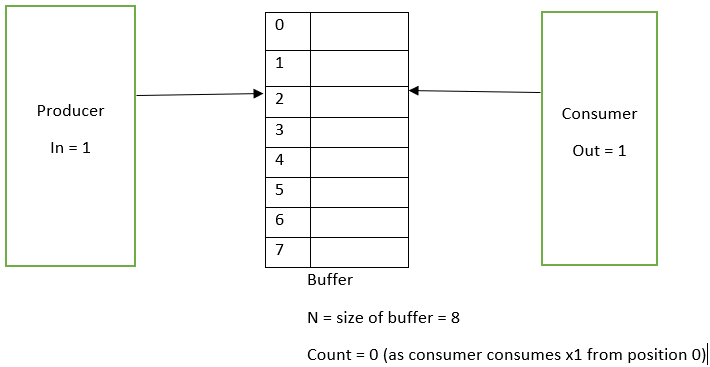 Producer
In = 1
0
1
2
3
4
5
6
7
Consumer
Out = 1
Buffer
N = size of buffer = 8
Count = 0 (as consumer consumes x1 from position 0)